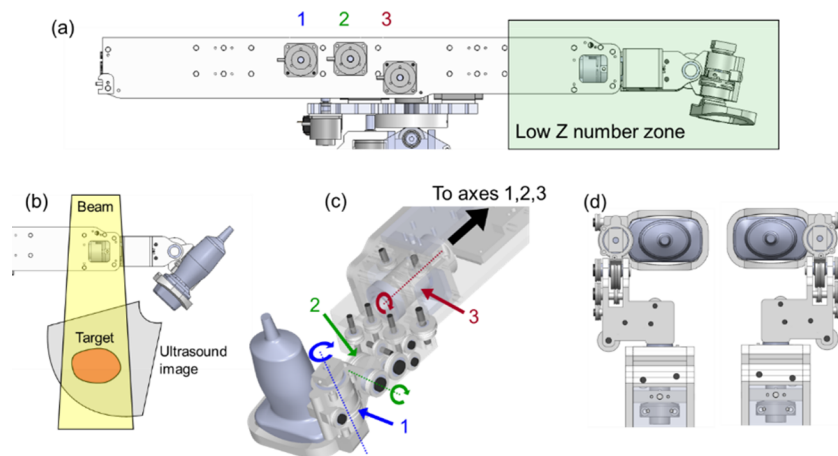 (a)
1 2 3
Low Z number zone
(b)
Beam
Target
Ultrasound
image
(c)
To axes 1,2,3
2
3
1
(d)